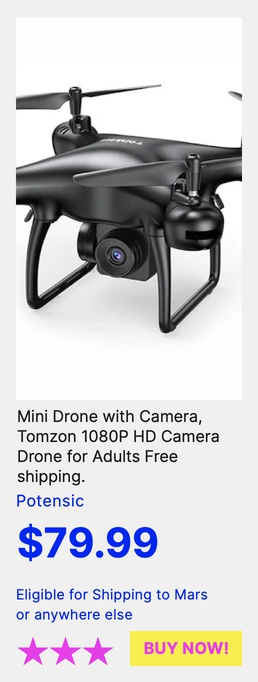 TOMZON
Mini Drone with Camera,
Tomzon 1080P HD Camera
Drone for Adults Free
shipping.
Potensic
$79.99
Eligible for Shipping to Mars
or anywhere else
BUY NOW!